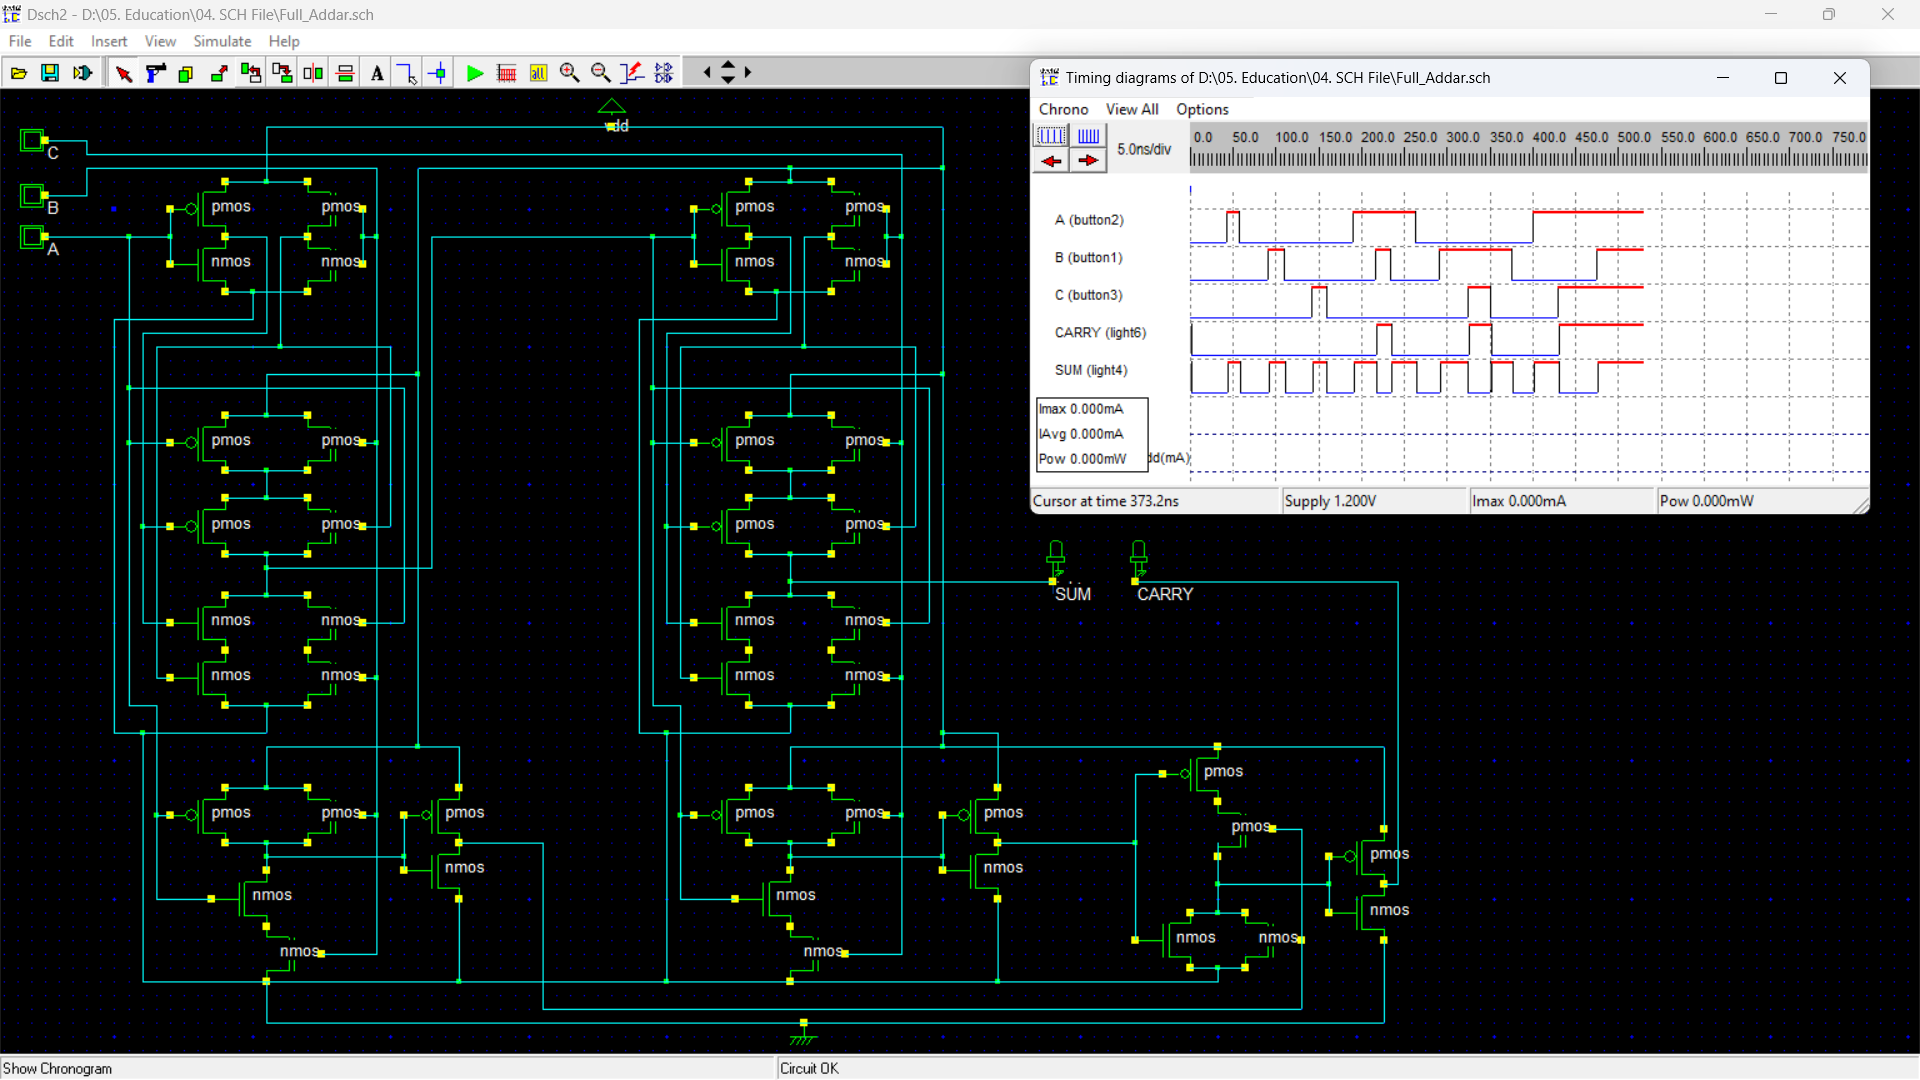 Dsch2 - D:\05. Education\04. SCH File\Full_Addar.sch
File Edit Insert View Simulate Help
Timing diagrams of D:\05. Education\04. SCH File\Full_Addar.sch
Chrono View All Options
5.0ns/div
0.0 50.0 100.0 150.0 200.0 250.0 300.0 350.0 400.0 450.0 500.0 550.0 600.0 650.0 700.0 750.0
A (button2)
B (button1)
C (button3)
CARRY (light6)
SUM (light4)
Imax 0.000mA
IAvg 0.000mA
Pow 0.000mW
dd(mA)
Cursor at time 373.2ns
Supply 1.200V
Imax 0.000mA
Pow 0.000mW
vdd
C
B
A
pmos pmos pmos pmos
nmos nmos nmos nmos
pmos pmos pmos pmos
pmos pmos pmos pmos
SUM CARRY
nmos nmos nmos nmos
nmos nmos nmos nmos
pmos
pmos pmos pmos pmos pmos pmos
pmos
pmos
nmos nmos
nmos nmos
nmos
nmos nmos
nmos nmos
Show Chronogram
Circuit OK